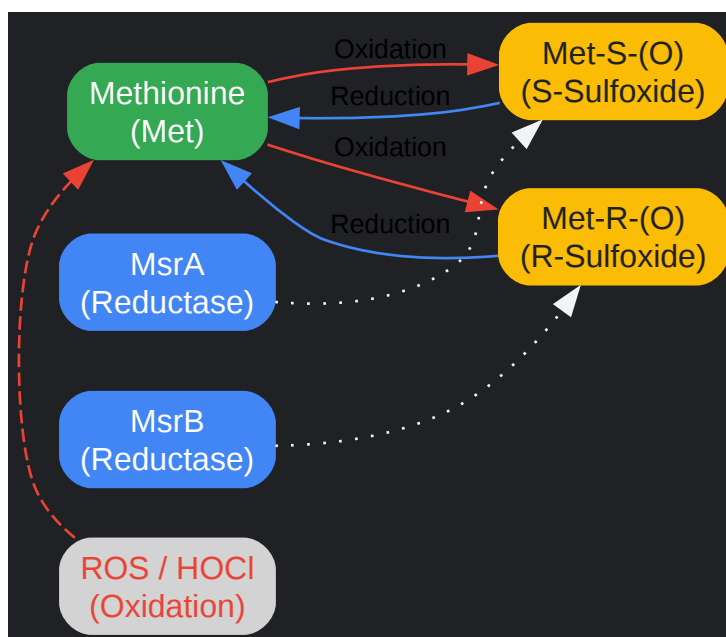 Methionine
(Met)
Oxidation
Reduction
Oxidation
Reduction
Met-S-(O)
(S-Sulfoxide)
Met-R-(O)
(R-Sulfoxide)
MsrA
(Reductase)
MsrB
(Reductase)
ROS / HOCl
(Oxidation)